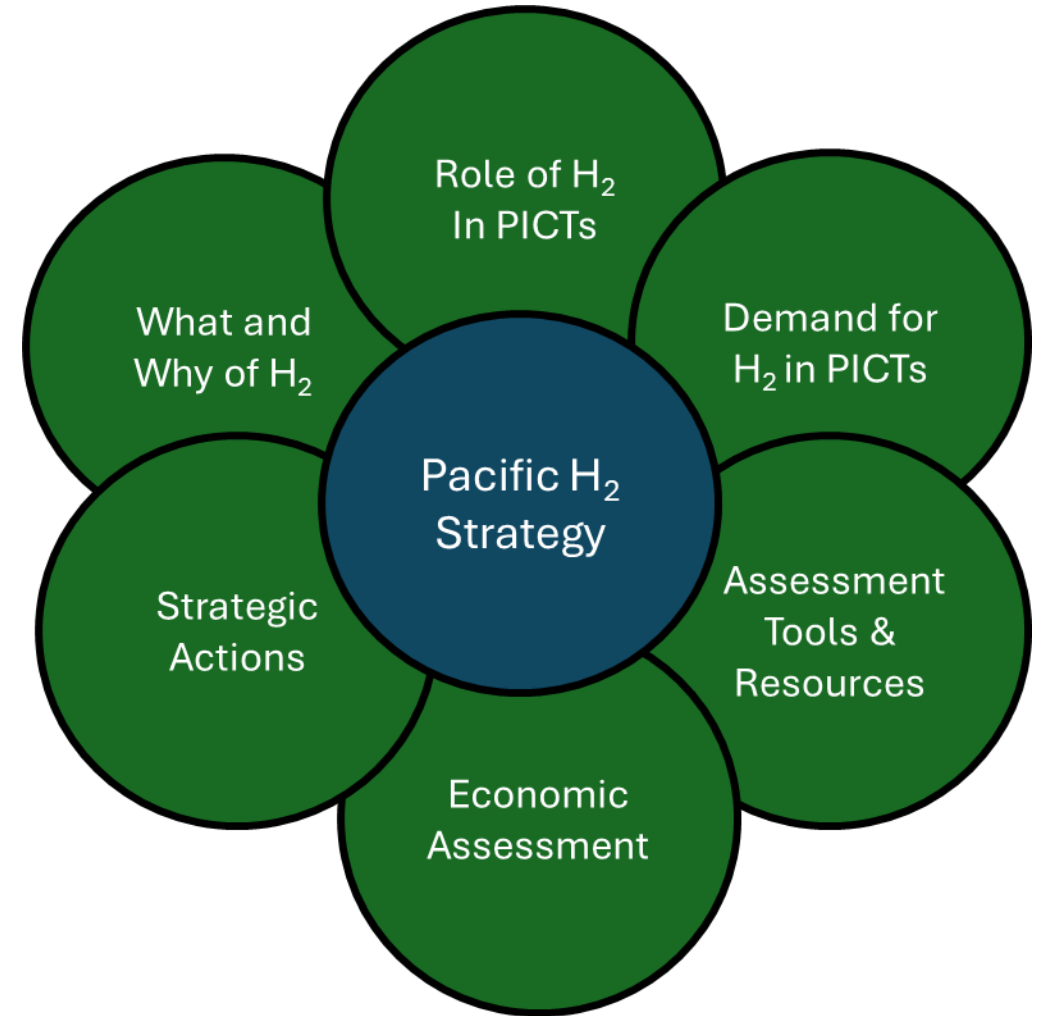 Role of H₂
In PICTs
What and
Why of H₂
Demand for
H₂ in PICTs
Pacific H₂
Strategy
Strategic
Actions
Assessment
Tools &
Resources
Economic
Assessment